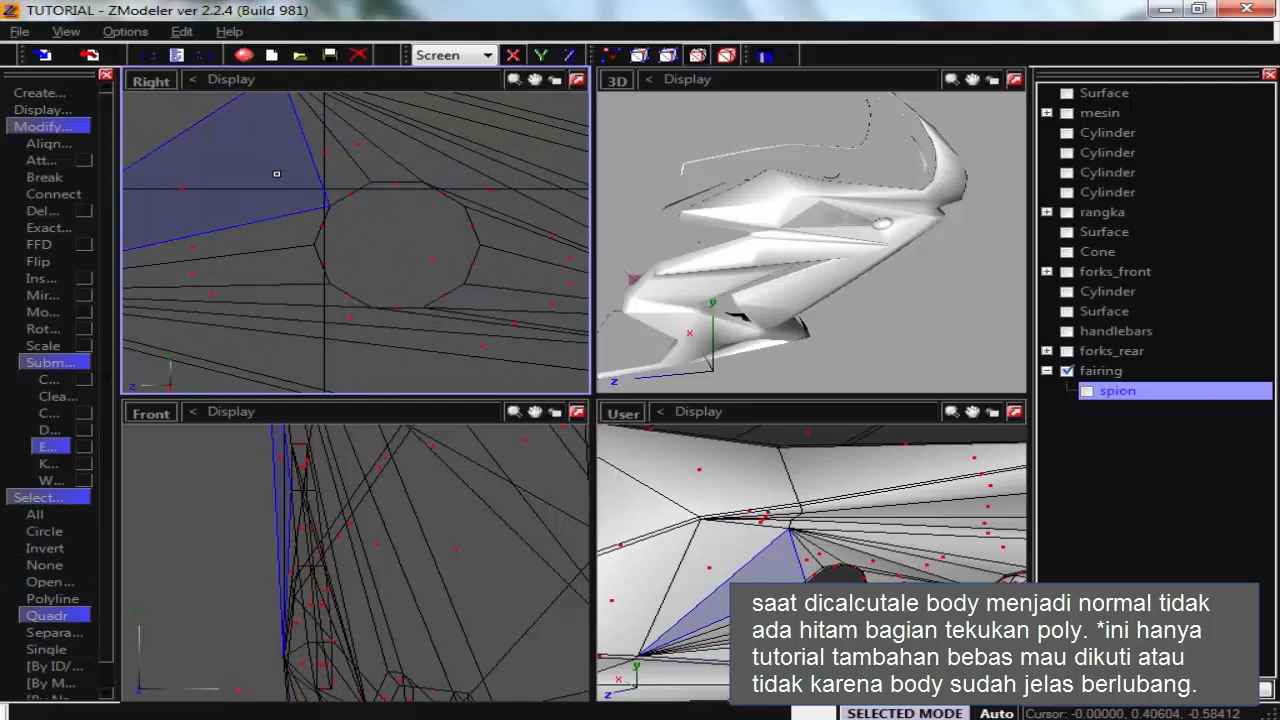 TUTORIAL - ZModeler ver 2.2.4 (Build 981)
File View Options Edit Help
Screen X Y Z
Create...
Display...
Modify...
Align...
Att...
Break
Connect
Del...
Exact...
FFD
Flip
Ins...
Mir...
Mo...
Rot...
Scale
Subm...
C...
Clea...
C...
D...
E...
K...
W...
Select...
All
Circle
Invert
None
Open...
Polyline
Quadr
Separa...
Single
[By ID/...
[By M...
Right < Display
z
3D < Display
y
x
z
Front < Display
z
User < Display
y
x
z
Surface
mesin
Cylinder
Cylinder
Cylinder
Cylinder
rangka
Surface
Cone
forks_front
Cylinder
Surface
handlebars
forks_rear
fairing
spion
saat dicalcutale body menjadi normal tidak
ada hitam bagian tekukan poly. *ini hanya
tutorial tambahan bebas mau dikuti atau
tidak karena body sudah jelas berlubang.
SELECTED MODE Auto Cursor: -0.00000, 0.40604, -0.58412